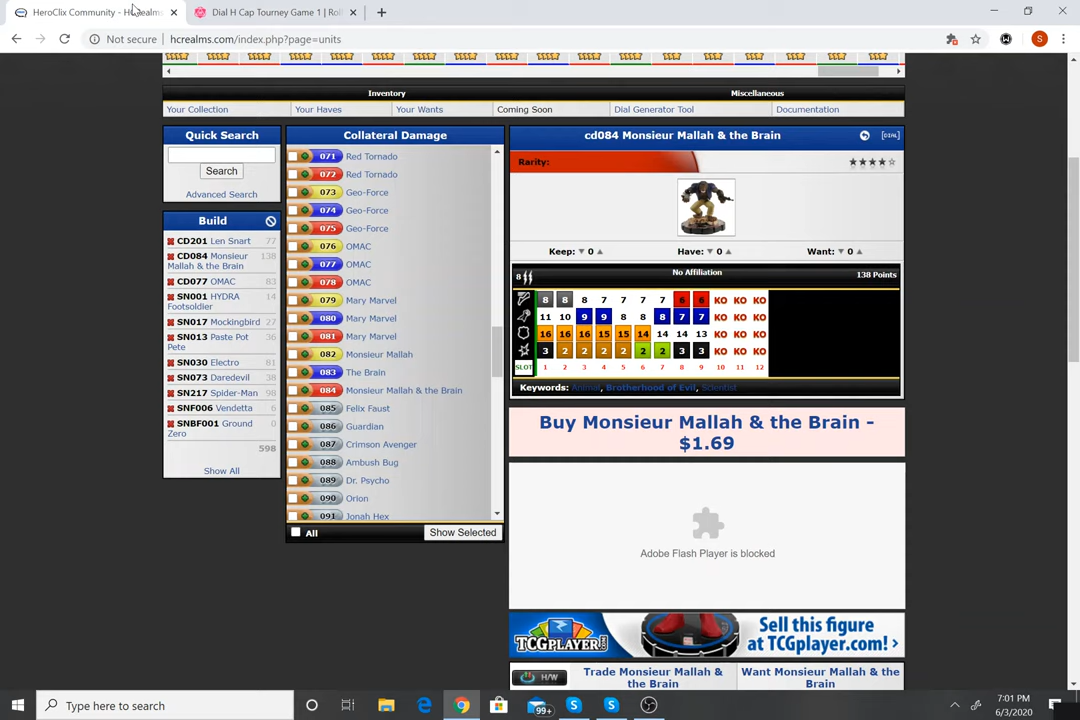 HeroClix Community - HCRealms
Dial H Cap Tourney Game 1 | Roll
Not secure hcrealms.com/index.php?page=units
S
Inventory
Miscellaneous
Your Collection
Your Haves
Your Wants
Coming Soon
Dial Generator Tool
Documentation
Quick Search
Search
Advanced Search
Build
CD201 Len Snart 77
CD084 Monsieur 138
Mallah & the Brain
CD077 OMAC 83
SN001 HYDRA 14
Footsoldier
SN017 Mockingbird 27
SN013 Paste Pot 36
Pete
SN030 Electro 81
SN073 Daredevil 38
SN217 Spider-Man 98
SNF006 Vendetta 6
SNBF001 Ground 0
Zero
598
Show All
Collateral Damage
071 Red Tornado
072 Red Tornado
073 Geo-Force
074 Geo-Force
075 Geo-Force
076 OMAC
077 OMAC
078 OMAC
079 Mary Marvel
080 Mary Marvel
081 Mary Marvel
082 Monsieur Mallah
083 The Brain
084 Monsieur Mallah & the Brain
085 Felix Faust
086 Guardian
087 Crimson Avenger
088 Ambush Bug
089 Dr. Psycho
090 Orion
091 Jonah Hex
All
Show Selected
cd084 Monsieur Mallah & the Brain
[DIAL]
Rarity:
Keep: 0
Have: 0
Want: 0
8
No Affiliation
138 Points
8 8 8 7 7 7 7 6 6 KO KO KO
11 10 9 9 8 8 8 7 7 KO KO KO
16 16 16 15 15 14 14 14 13 KO KO KO
3 2 2 2 2 2 2 3 3 KO KO KO
SLOT 1 2 3 4 5 6 7 8 9 10 11 12
Keywords: Animal, Brotherhood of Evil, Scientist
Buy Monsieur Mallah & the Brain -
$1.69
Adobe Flash Player is blocked
TCGPLAYER.COM
Sell this figure
at TCGplayer.com!
H/W
Trade Monsieur Mallah &
the Brain
Want Monsieur Mallah & the
Brain
Type here to search
99+
7:01 PM
6/3/2020